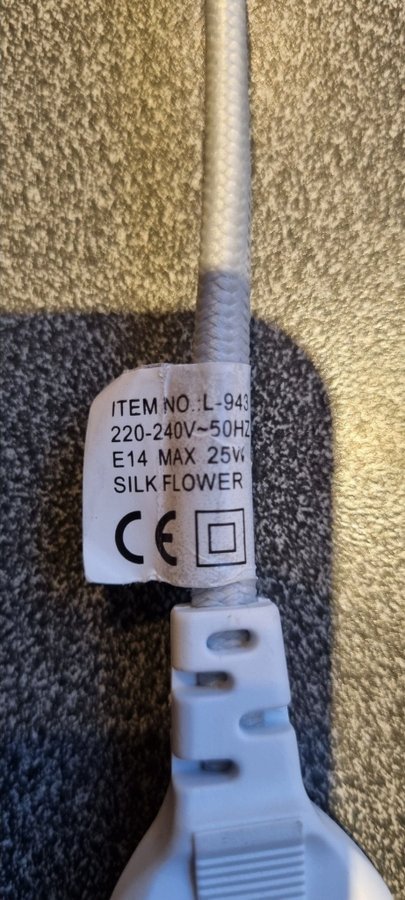 ITEM NO.:L-943
220-240V~50HZ
E14 MAX 25W
SILK FLOWER
CE